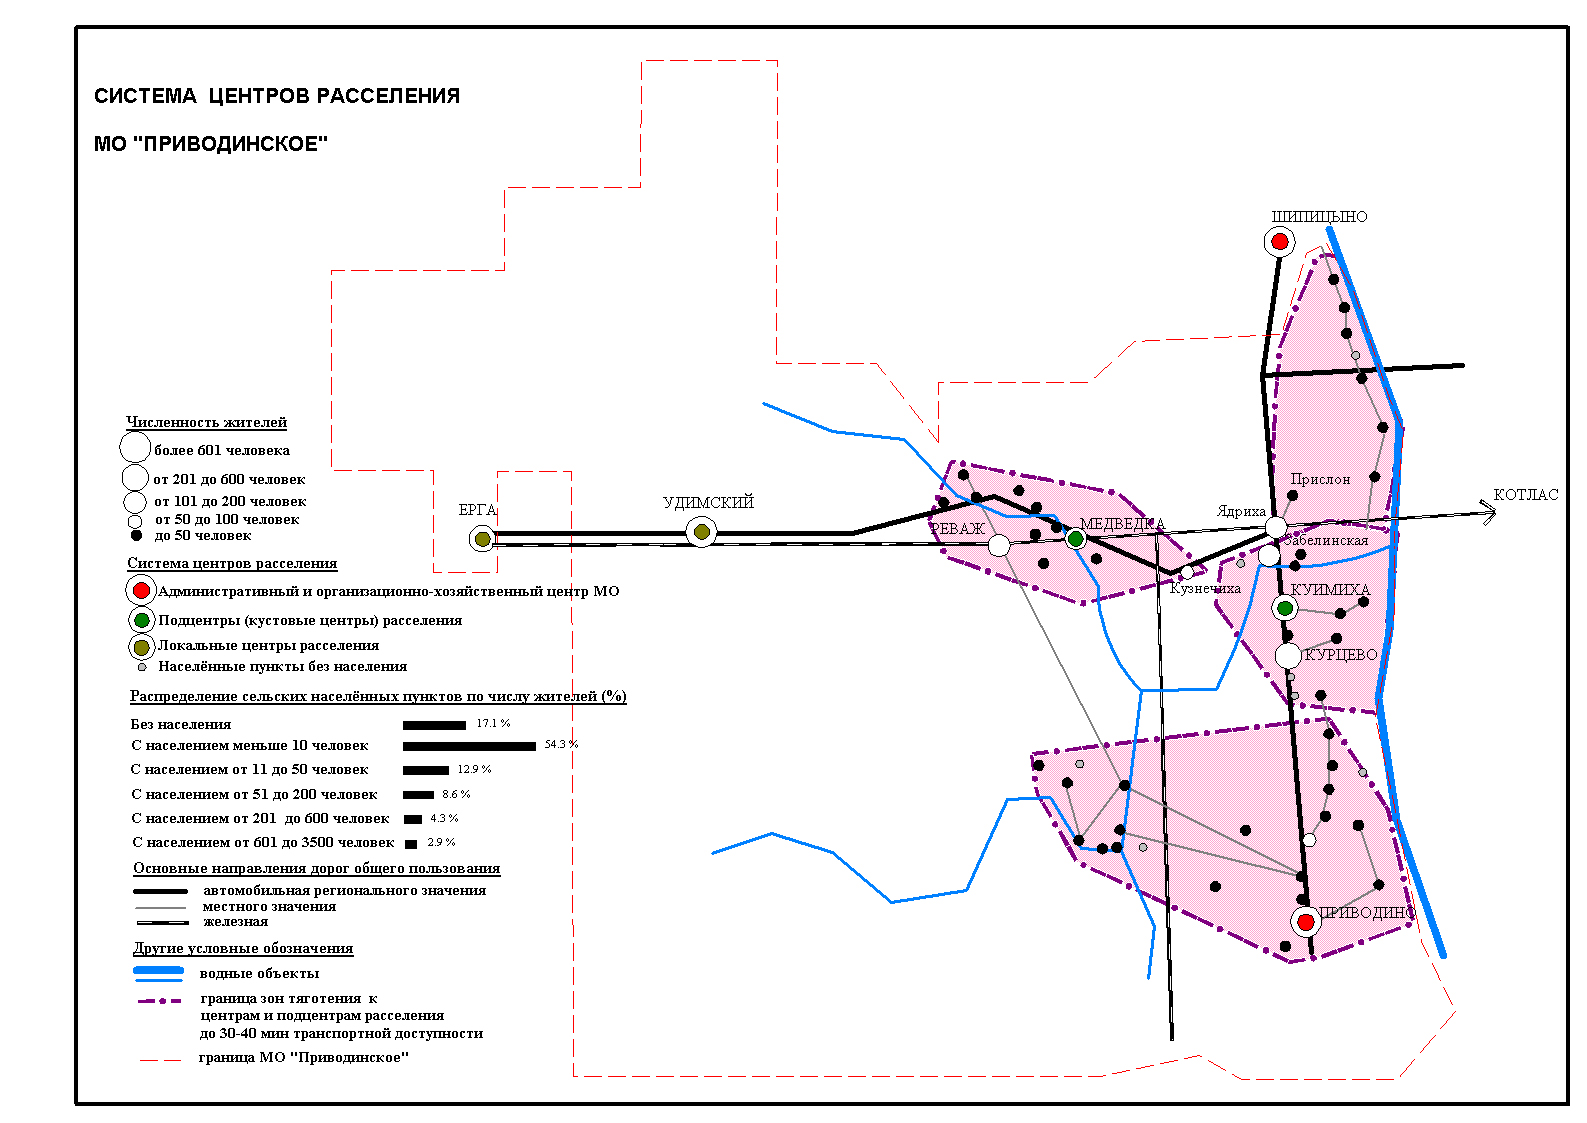 СИСТЕМА ЦЕНТРОВ РАССЕЛЕНИЯ
МО "ПРИВОДИНСКОЕ"
ШИПИЦЫНО
Прислон
КОТЛАС
Ядриха
Забелинская
ЕРГА
УДИМСКИЙ
РЕВАЖ
МЕДВЕДКА
Кузнечиха
КУИМИХА
КУРЦЕВО
ПРИВОДИНО
Численность жителей
более 601 человека
от 201 до 600 человек
от 101 до 200 человек
от 50 до 100 человек
до 50 человек
Система центров расселения
Административный и организационно-хозяйственный центр МО
Подцентры (кустовые центры) расселения
Локальные центры расселения
Населённые пункты без населения
Распределение сельских населённых пунктов по числу жителей (%)
Без населения 17.1 %
С населением меньше 10 человек 54.3 %
С населением от 11 до 50 человек 12.9 %
С населением от 51 до 200 человек 8.6 %
С населением от 201 до 600 человек 4.3 %
С населением от 601 до 3500 человек 2.9 %
Основные направления дорог общего пользования
автомобильная регионального значения
местного значения
железная
Другие условные обозначения
водные объекты
граница зон тяготения к
центрам и подцентрам расселения
до 30-40 мин транспортной доступности
граница МО "Приводинское"